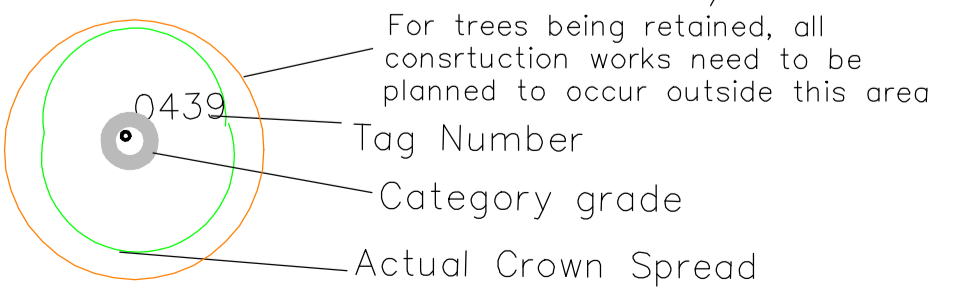 For trees being retained, all
consrtuction works need to be
planned to occur outside this area
0439
Tag Number
Category grade
Actual Crown Spread